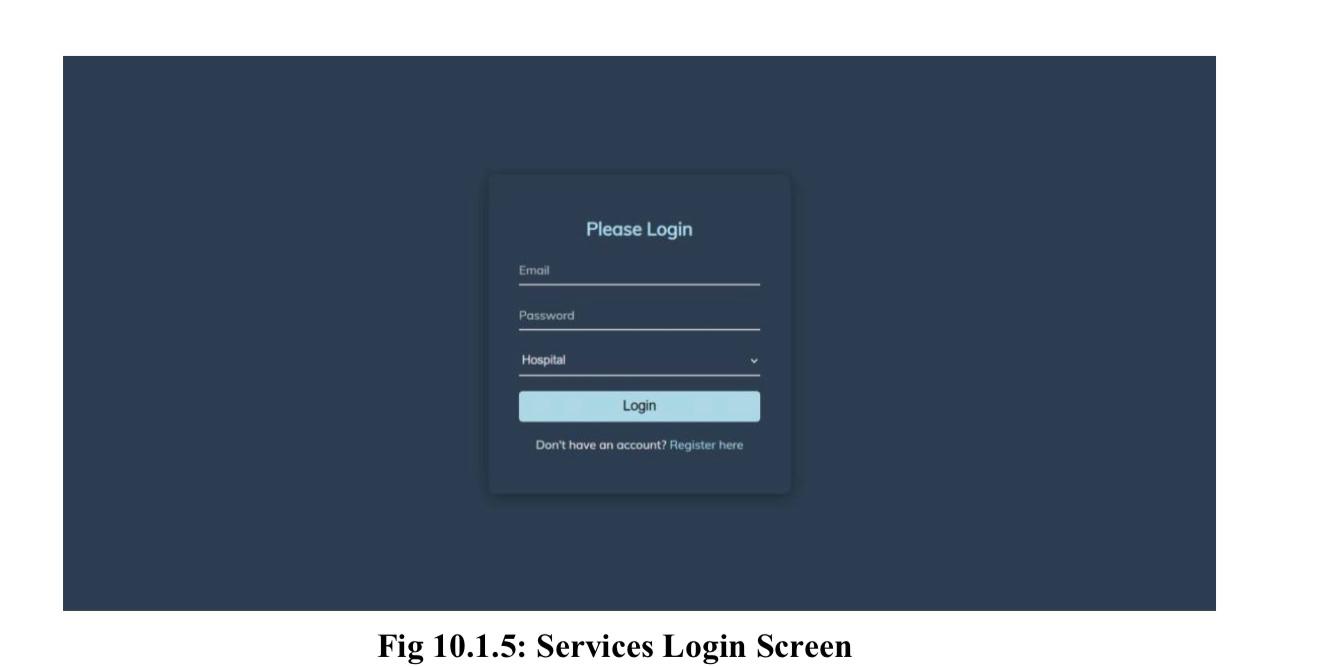 Please Login
Email
Password
Hospital
Login
Don't have an account? Register here
Fig 10.1.5: Services Login Screen